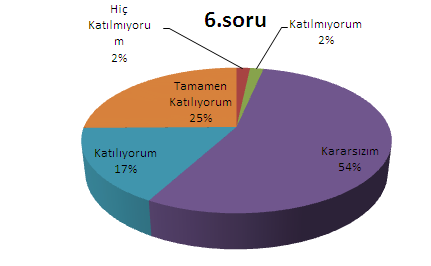 6.soru
Hiç
Katılmıyoru
m
2%
Katılmıyorum
2%
Tamamen
Katılıyorum
25%
Katılıyorum
17%
Kararsızım
54%